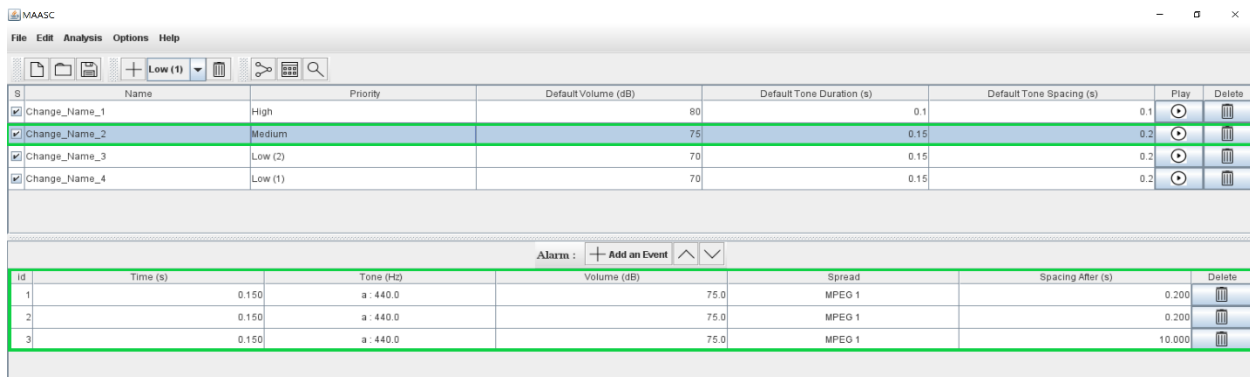 MAASC
File Edit Analysis Options Help
Low (1)
S Name Priority Default Volume (dB) Default Tone Duration (s) Default Tone Spacing (s) Play Delete
Change_Name_1 High 80 0.1 0.1
Change_Name_2 Medium 75 0.15 0.2
Change_Name_3 Low (2) 70 0.15 0.2
Change_Name_4 Low (1) 70 0.15 0.2
Alarm : Add an Event
id Time (s) Tone (Hz) Volume (dB) Spread Spacing After (s) Delete
1 0.150 a : 440.0 75.0 MPEG 1 0.200
2 0.150 a : 440.0 75.0 MPEG 1 0.200
3 0.150 a : 440.0 75.0 MPEG 1 10.000